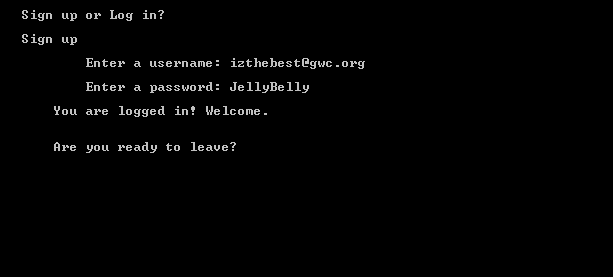 Sign up or Log in?
Sign up
Enter a username: izthebest@gwc.org
Enter a password: JellyBelly
You are logged in! Welcome.
Are you ready to leave?